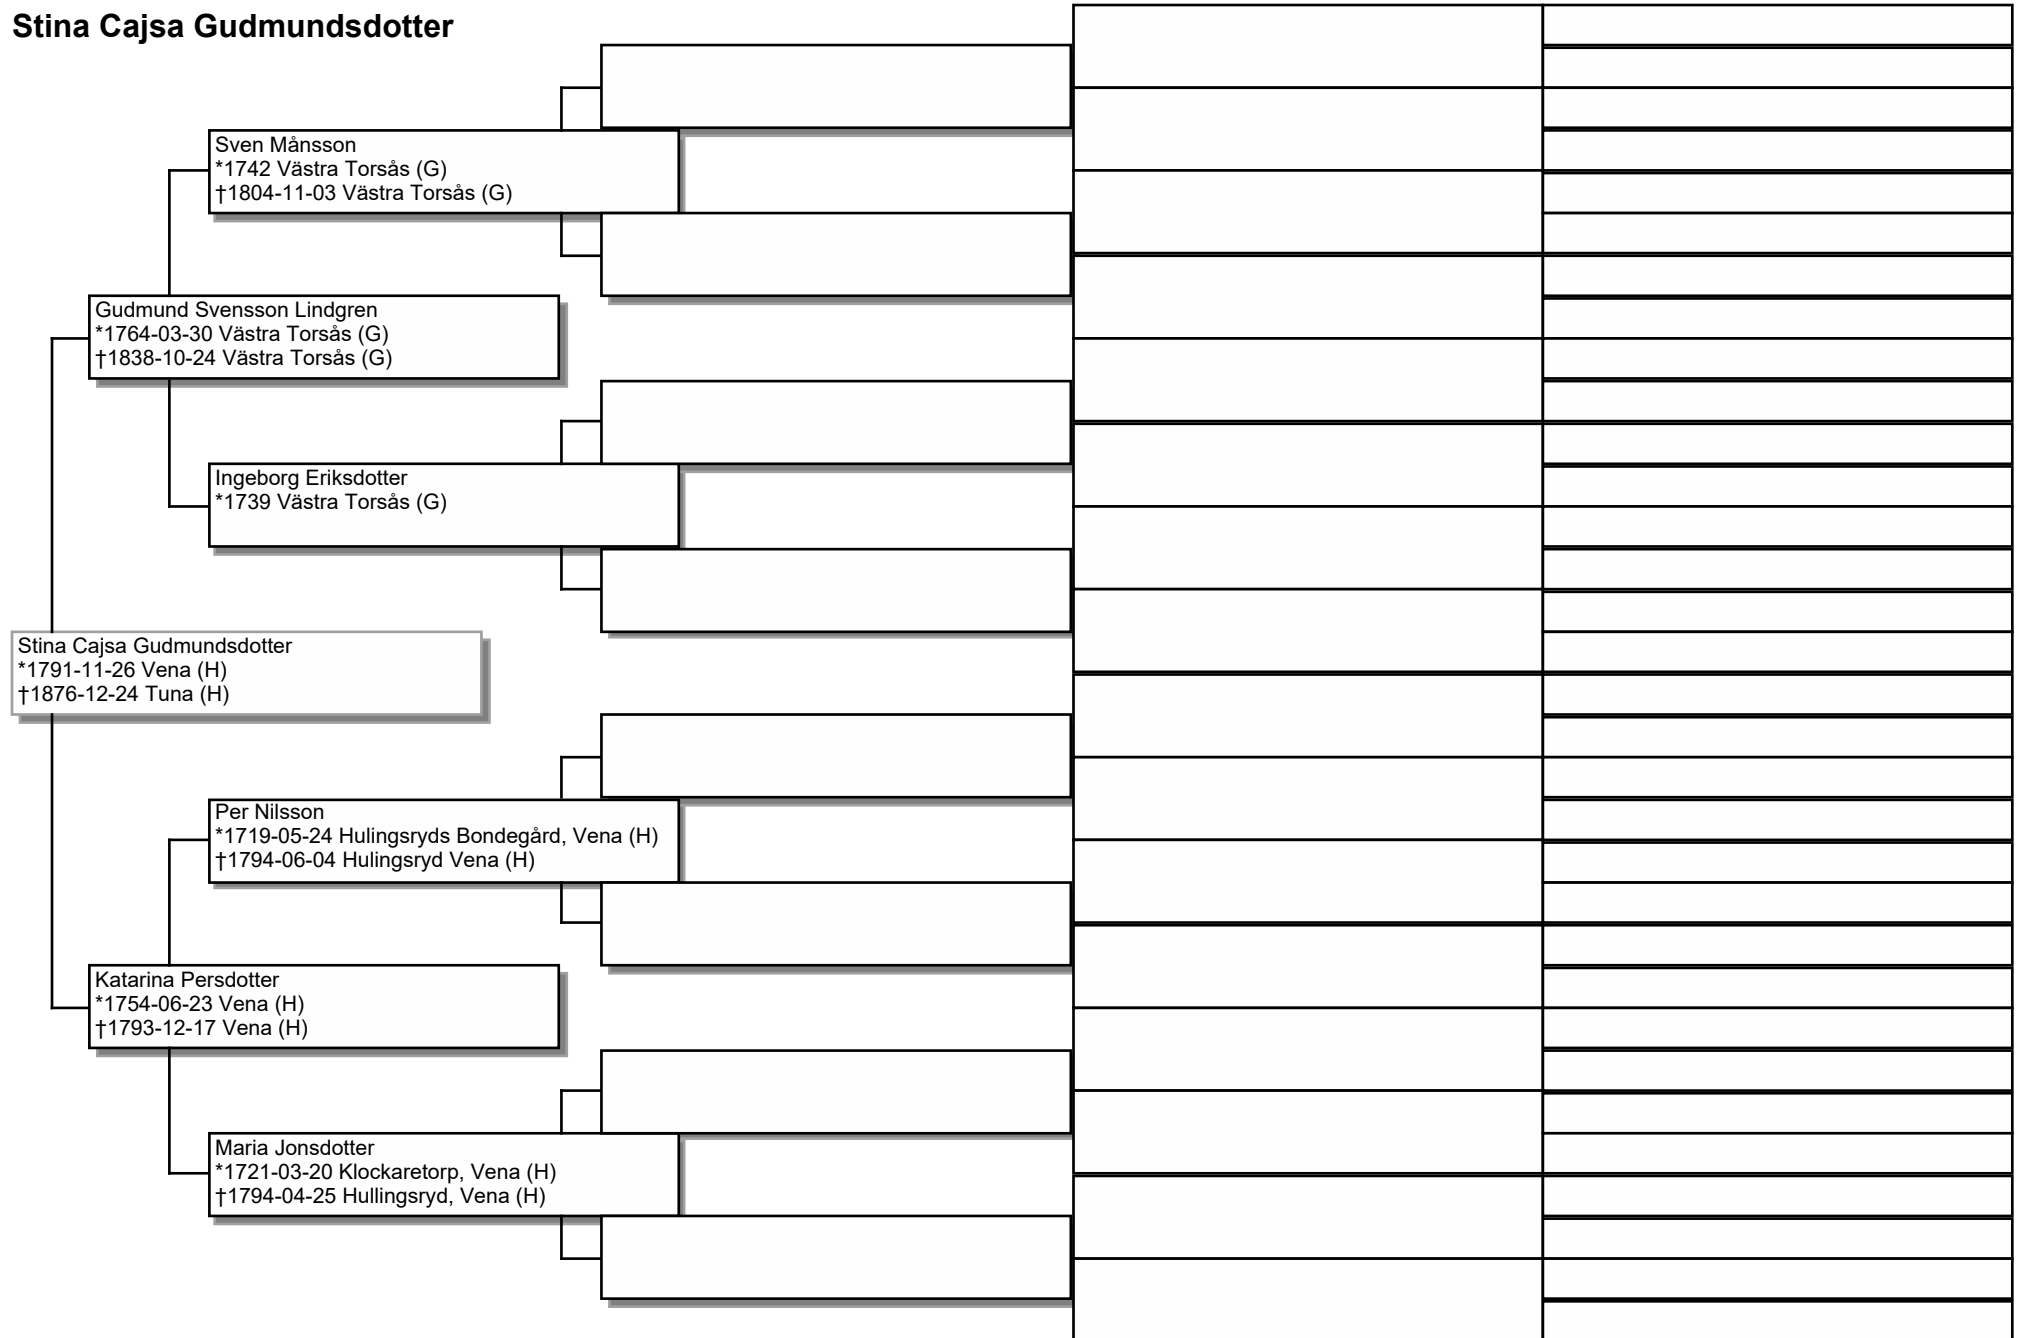 Stina Cajsa Gudmundsdotter
Sven Månsson
*1742 Västra Torsås (G)
†1804-11-03 Västra Torsås (G)
Gudmund Svensson Lindgren
*1764-03-30 Västra Torsås (G)
†1838-10-24 Västra Torsås (G)
Ingeborg Eriksdotter
*1739 Västra Torsås (G)
Stina Cajsa Gudmundsdotter
*1791-11-26 Vena (H)
†1876-12-24 Tuna (H)
Per Nilsson
*1719-05-24 Hulingsryds Bondegård, Vena (H)
†1794-06-04 Hulingsryd Vena (H)
Katarina Persdotter
*1754-06-23 Vena (H)
†1793-12-17 Vena (H)
Maria Jonsdotter
*1721-03-20 Klockaretorp, Vena (H)
†1794-04-25 Hullingsryd, Vena (H)